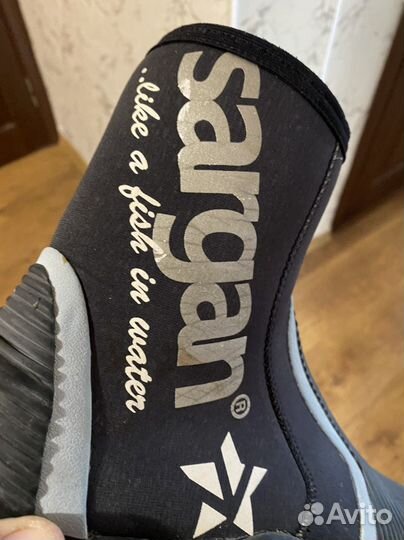 sargan®
..like a fish in water
Avito